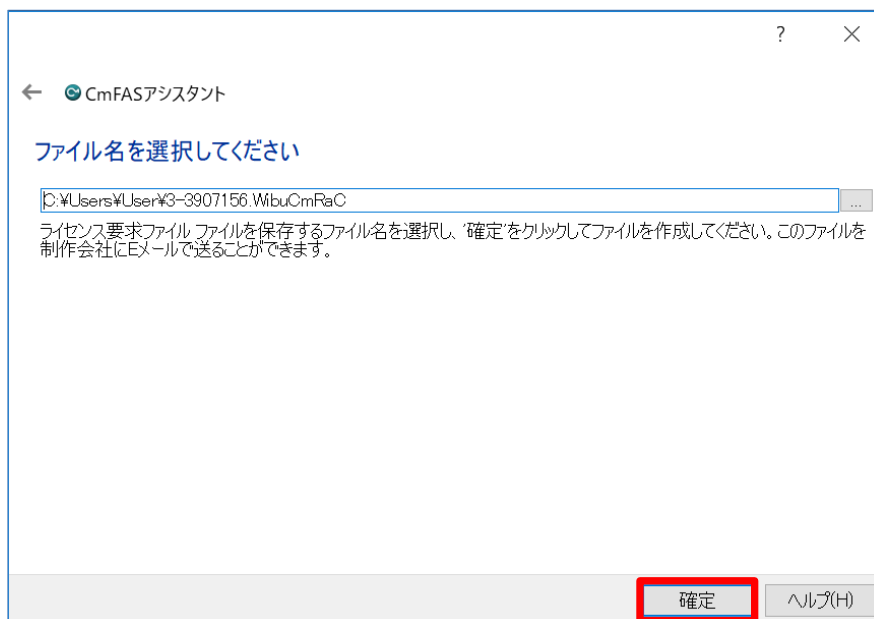 ? ×
← CmFASアシスタント
ファイル名を選択してください
C:¥Users¥User¥3-3907156.WibuCmRaC
...
ライセンス要求ファイル ファイルを保存するファイル名を選択し、'確定'をクリックしてファイルを作成してください。このファイルを
制作会社にEメールで送ることができます。
確定 ヘルプ(H)